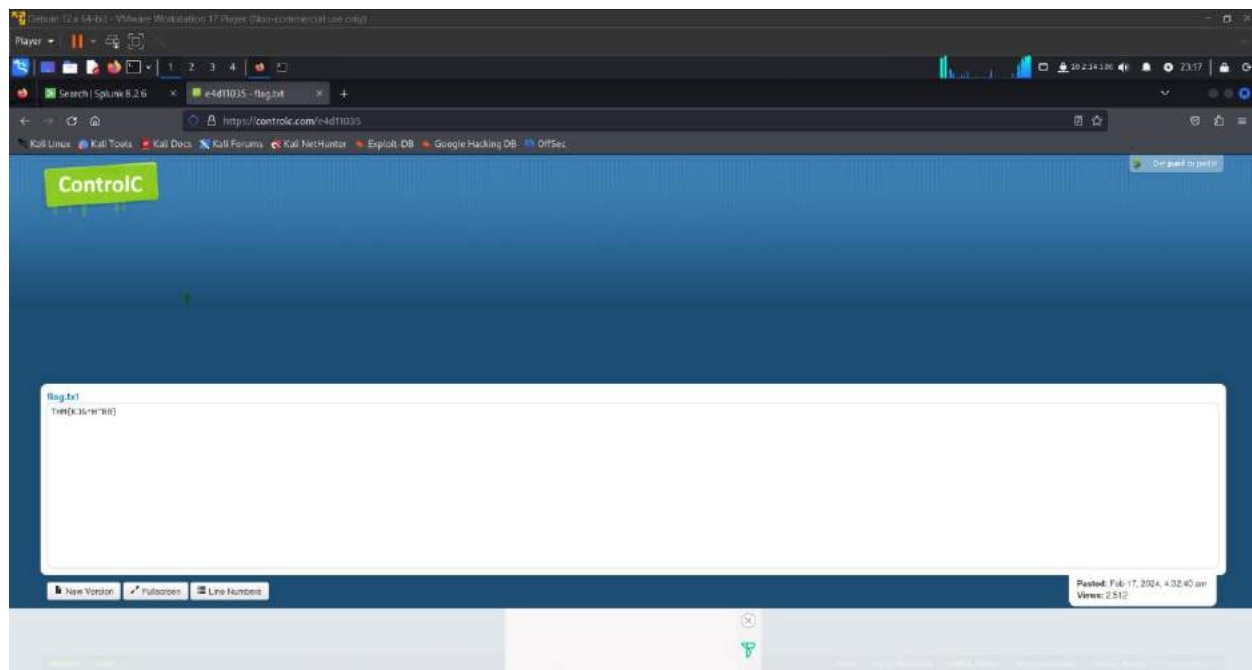 Debian 12.x 64-bit - VMware Workstation 17 Player (Non-commercial use only)
Player
1 2 3 4
23:17
Search | Splunk 8.2.6
e4d11035 - flag.txt
https://controlc.com/e4d11035
Kali Linux Kali Tools Kali Docs Kali Forums Kali NetHunter Exploit-DB Google Hacking DB OffSec
ControlC
flag.txt
New Version Fullscreen Line Numbers
Pasted: Feb 17, 2024, 4:32:40 am
Views: 2,512